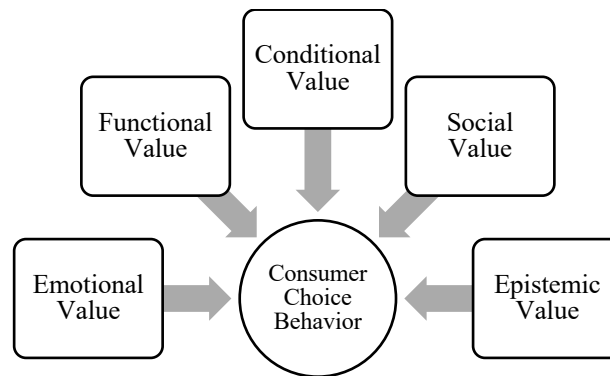 Conditional
Value
Functional
Value
Social
Value
Emotional
Value
Consumer
Choice
Behavior
Epistemic
Value